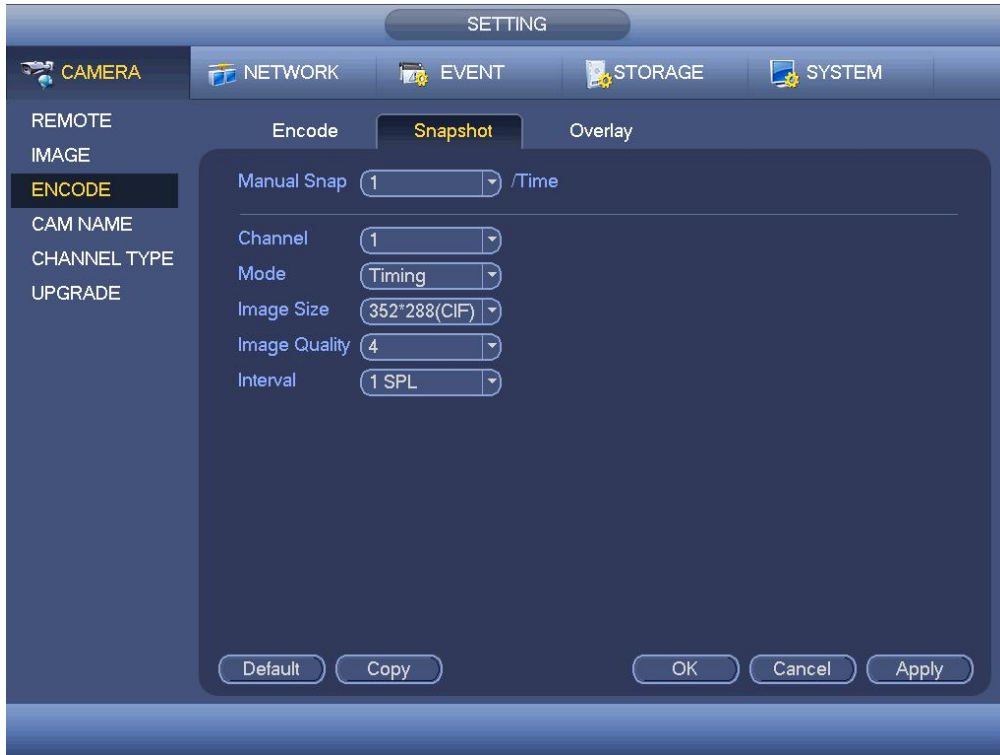 SETTING
CAMERA NETWORK EVENT STORAGE SYSTEM
REMOTE
IMAGE
ENCODE
CAM NAME
CHANNEL TYPE
UPGRADE
Encode Snapshot Overlay
Manual Snap 1 /Time
Channel 1
Mode Timing
Image Size 352*288(CIF)
Image Quality 4
Interval 1 SPL
Default Copy OK Cancel Apply